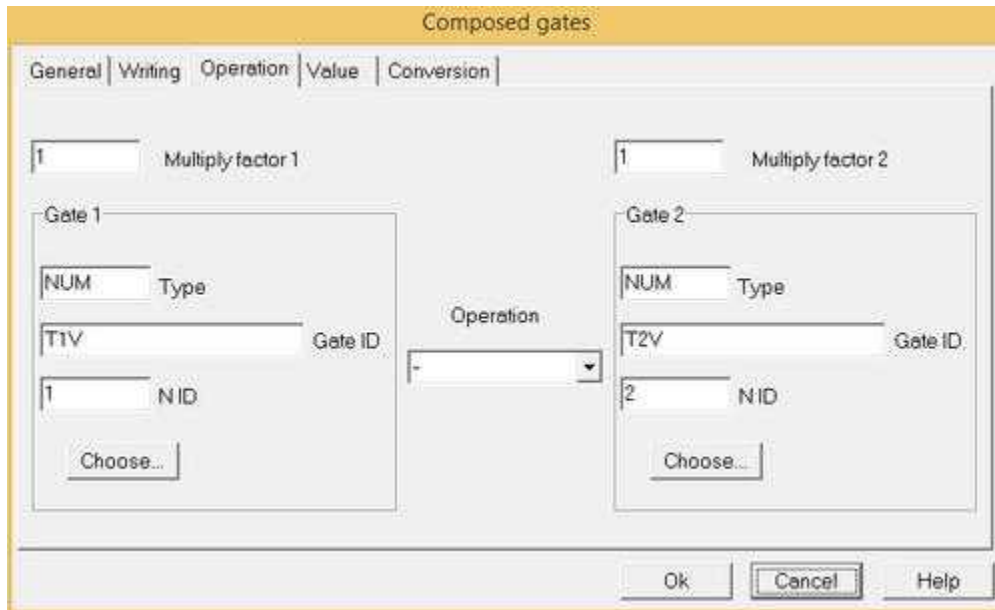 Composed gates
General Writing Operation Value Conversion
1 Multiply factor 1
1 Multiply factor 2
Gate 1
NUM Type
T1V Gate ID
1 N ID
Choose...
Operation
-
Gate 2
NUM Type
T2V Gate ID
2 N ID
Choose...
Ok Cancel Help